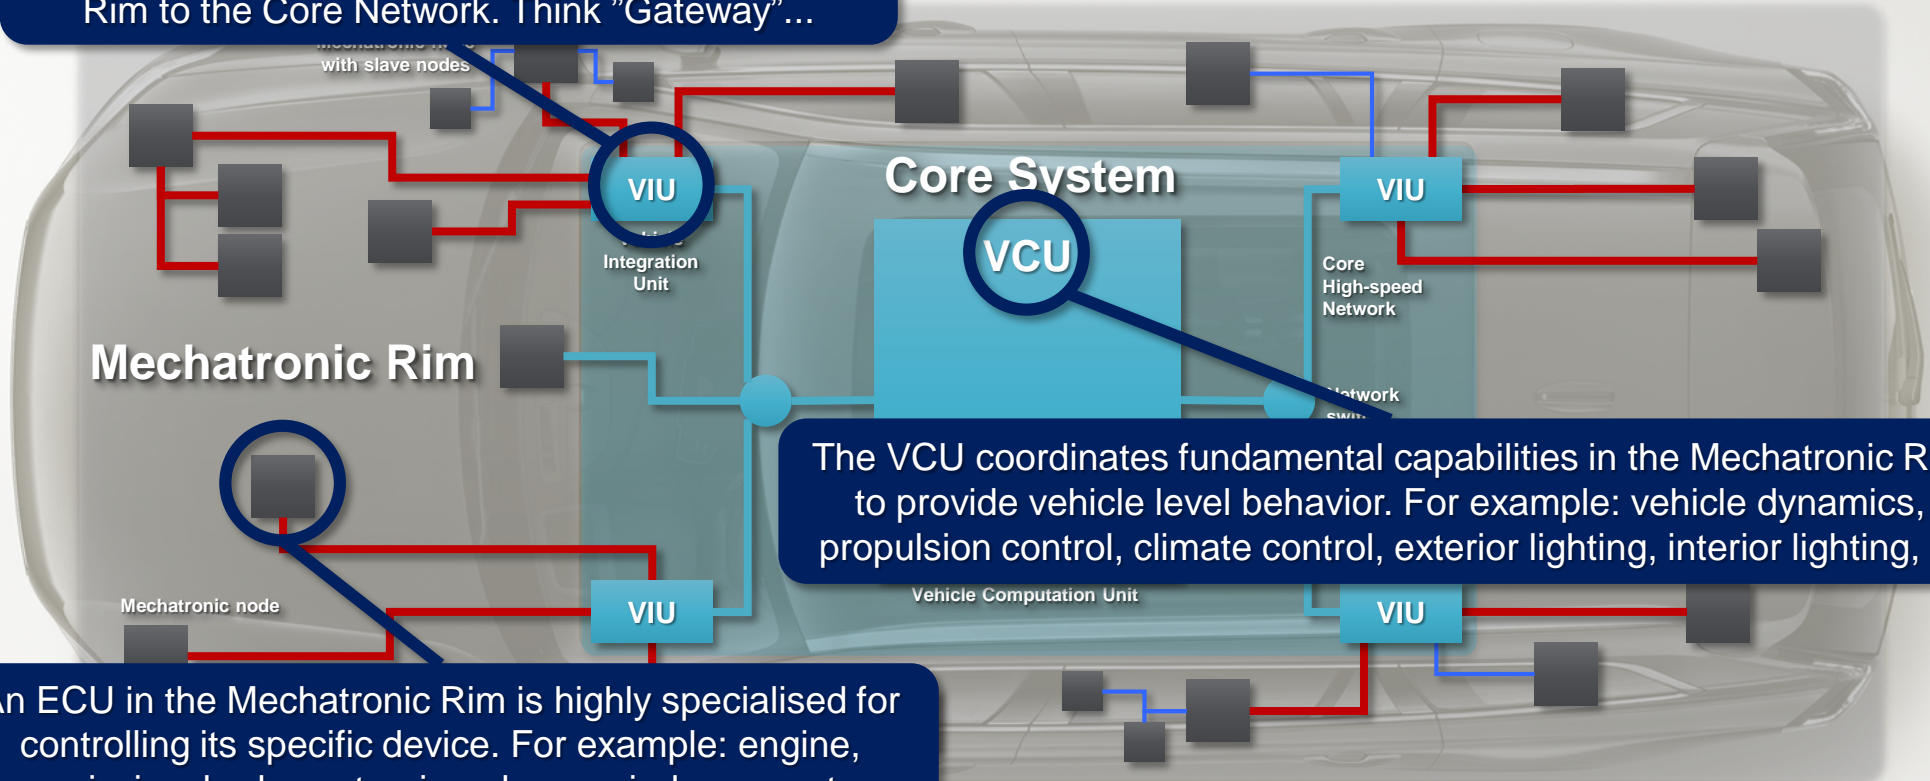 Rim to the Core Network. Think ”Gateway”...
with slave nodes
Core System
VIU
VIU
VCU
Integration
Unit
Core
High-speed
Network
Mechatronic Rim
Network
The VCU coordinates fundamental capabilities in the Mechatronic R
to provide vehicle level behavior. For example: vehicle dynamics,
propulsion control, climate control, exterior lighting, interior lighting,
Vehicle Computation Unit
Mechatronic node
VIU
VIU
An ECU in the Mechatronic Rim is highly specialised for
controlling its specific device. For example: engine,